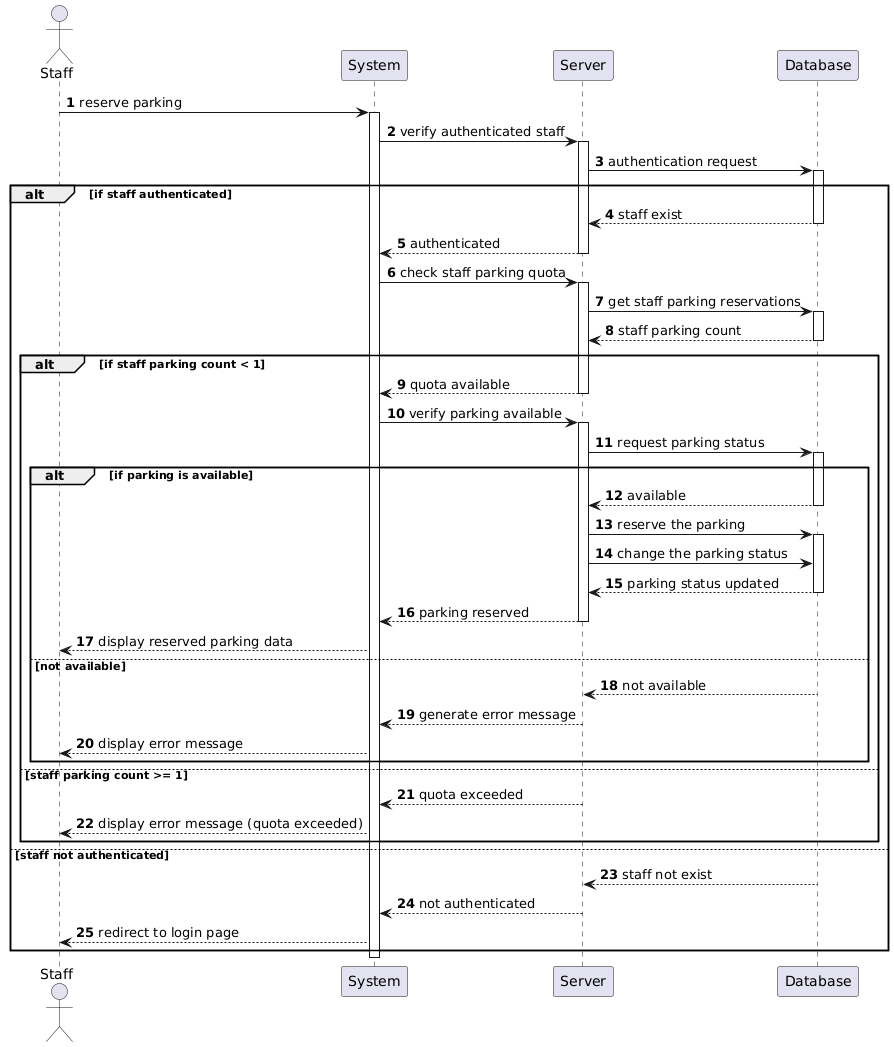 Staff
System
Server
Database
1 reserve parking
2 verify authenticated staff
3 authentication request
alt [if staff authenticated]
4 staff exist
5 authenticated
6 check staff parking quota
7 get staff parking reservations
8 staff parking count
alt [if staff parking count < 1]
9 quota available
10 verify parking available
11 request parking status
alt [if parking is available]
12 available
13 reserve the parking
14 change the parking status
15 parking status updated
16 parking reserved
17 display reserved parking data
[not available]
18 not available
19 generate error message
20 display error message
[staff parking count >= 1]
21 quota exceeded
22 display error message (quota exceeded)
[staff not authenticated]
23 staff not exist
24 not authenticated
25 redirect to login page
Staff
System
Server
Database